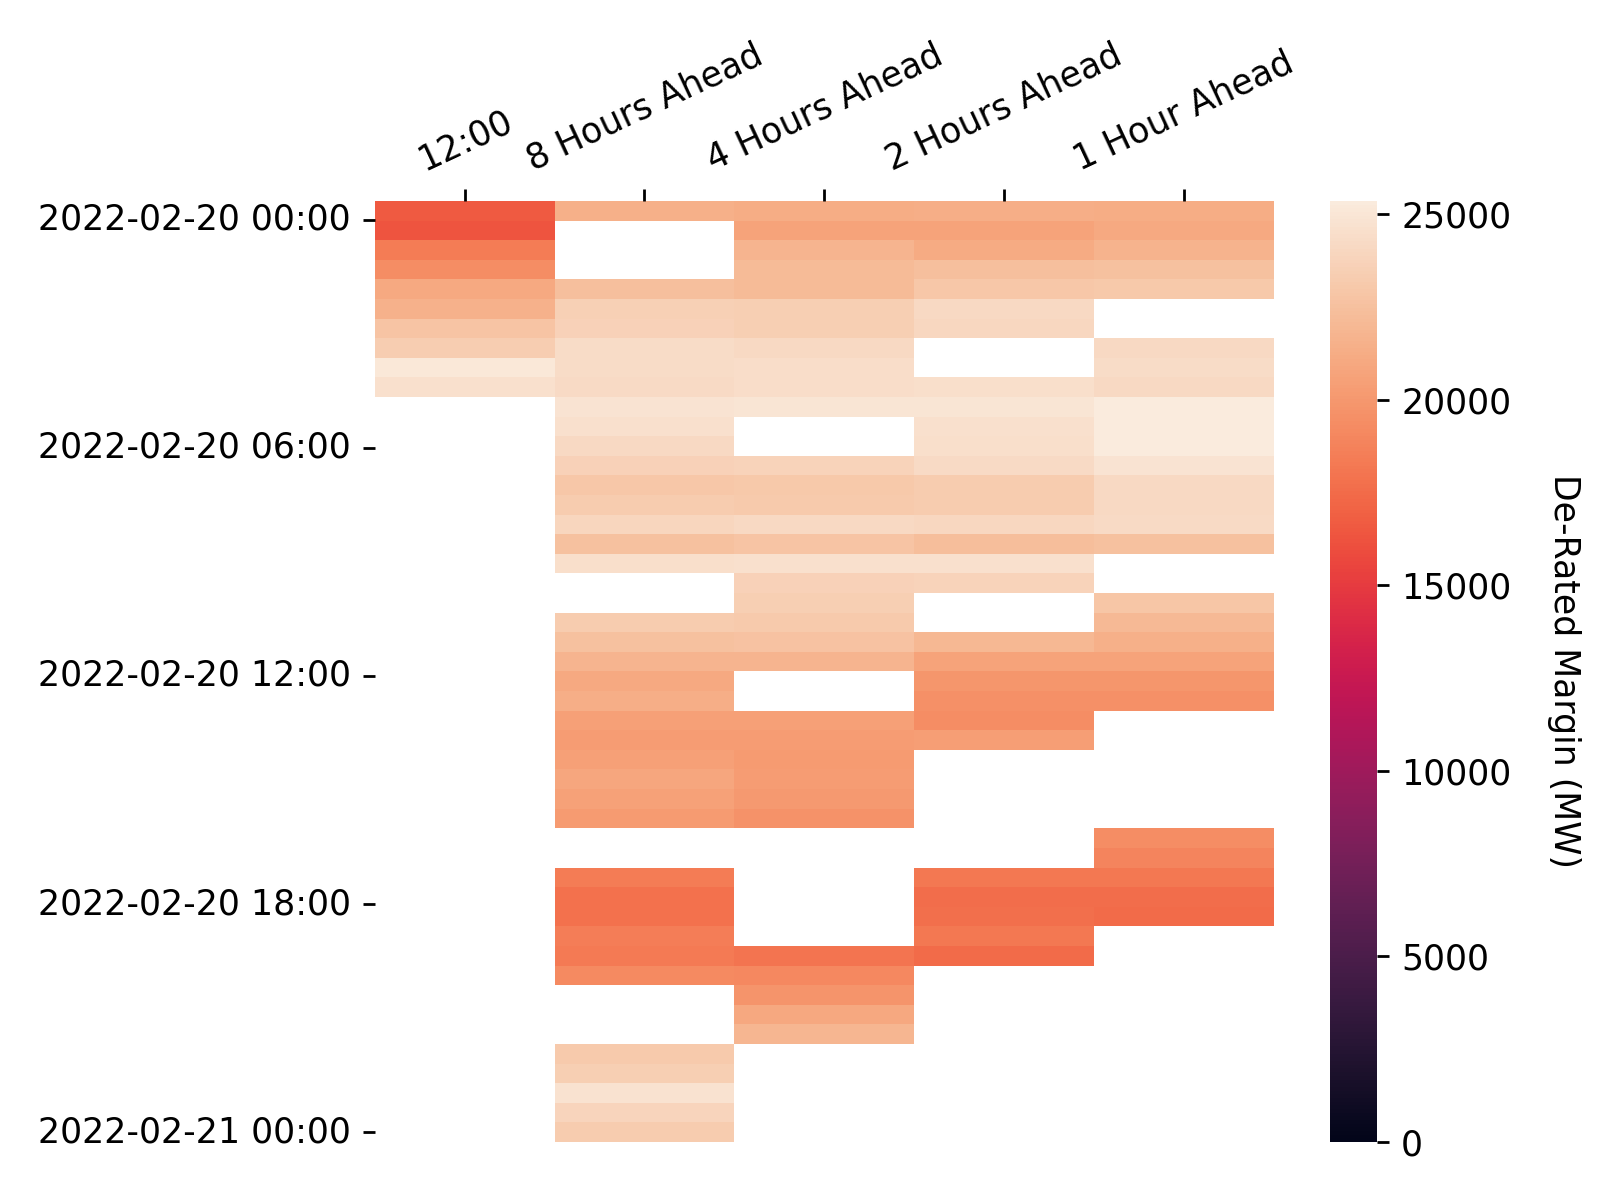 12:00
8 Hours Ahead
4 Hours Ahead
2 Hours Ahead
1 Hour Ahead
2022-02-20 00:00
2022-02-20 06:00
2022-02-20 12:00
2022-02-20 18:00
2022-02-21 00:00
25000
20000
15000
10000
5000
0
De-Rated Margin (MW)